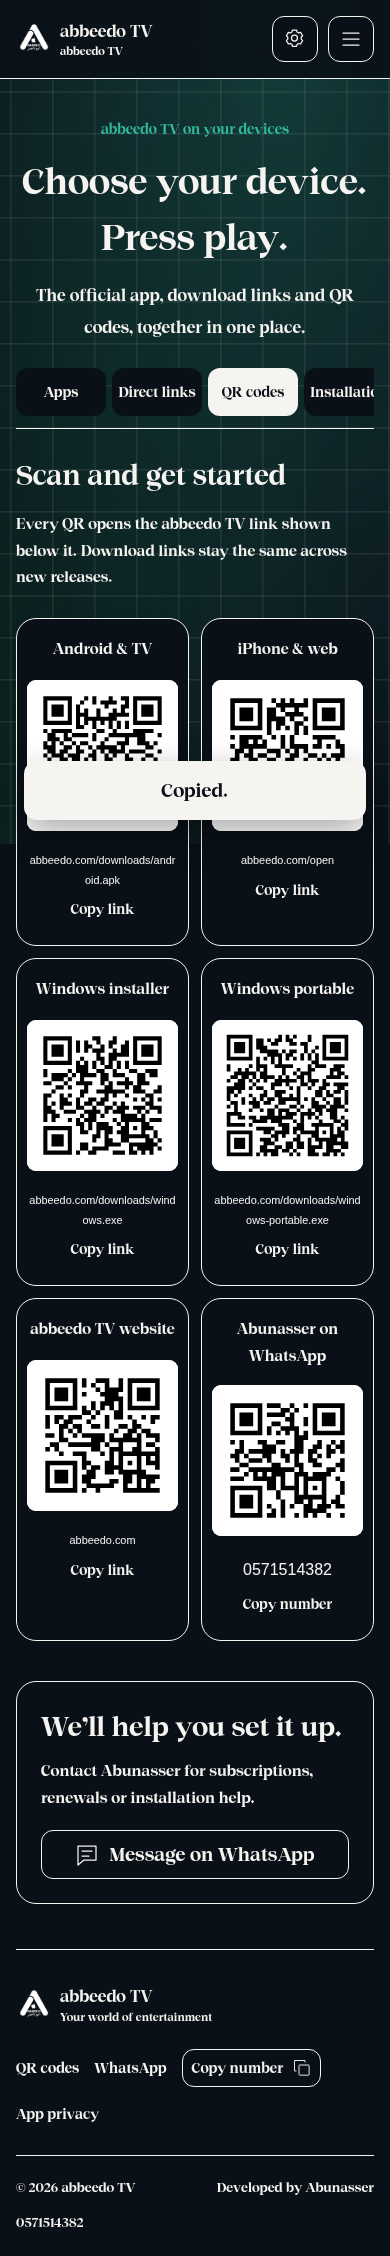 abbeedo TV
abbeedo TV
abbeedo TV on your devices
Choose your device.
Press play.
The official app, download links and QR
codes, together in one place.
Apps
Direct links
QR codes
Installatio
Scan and get started
Every QR opens the abbeedo TV link shown
below it. Download links stay the same across
new releases.
Android & TV
iPhone & web
Copied.
abbeedo.com/downloads/andr
oid.apk
Copy link
abbeedo.com/open
Copy link
Windows installer
Windows portable
abbeedo.com/downloads/wind
ows.exe
Copy link
abbeedo.com/downloads/wind
ows-portable.exe
Copy link
abbeedo TV website
Abunasser on
WhatsApp
abbeedo.com
Copy link
0571514382
Copy number
We’ll help you set it up.
Contact Abunasser for subscriptions,
renewals or installation help.
Message on WhatsApp
abbeedo TV
Your world of entertainment
QR codes
WhatsApp
Copy number
App privacy
© 2026 abbeedo TV
Developed by Abunasser
0571514382